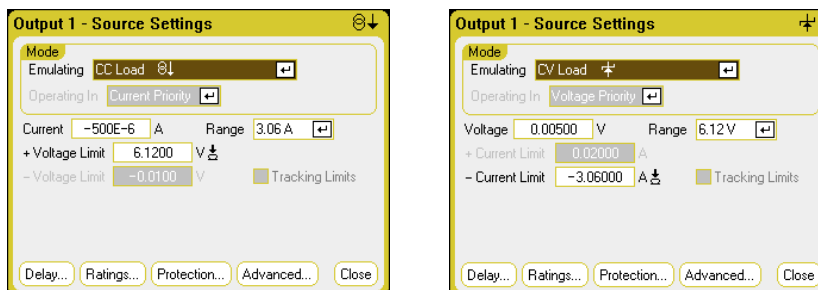 Output 1 - Source Settings
Mode
Emulating CC Load
Operating In Current Priority
Current -500E-6 A Range 3.06 A
+ Voltage Limit 6.1200 V
- Voltage Limit -0.0100 V Tracking Limits
Delay... Ratings... Protection... Advanced... Close
Output 1 - Source Settings
Mode
Emulating CV Load
Operating In Voltage Priority
Voltage 0.00500 V Range 6.12 V
+ Current Limit 0.02000 A
- Current Limit -3.06000 A Tracking Limits
Delay... Ratings... Protection... Advanced... Close